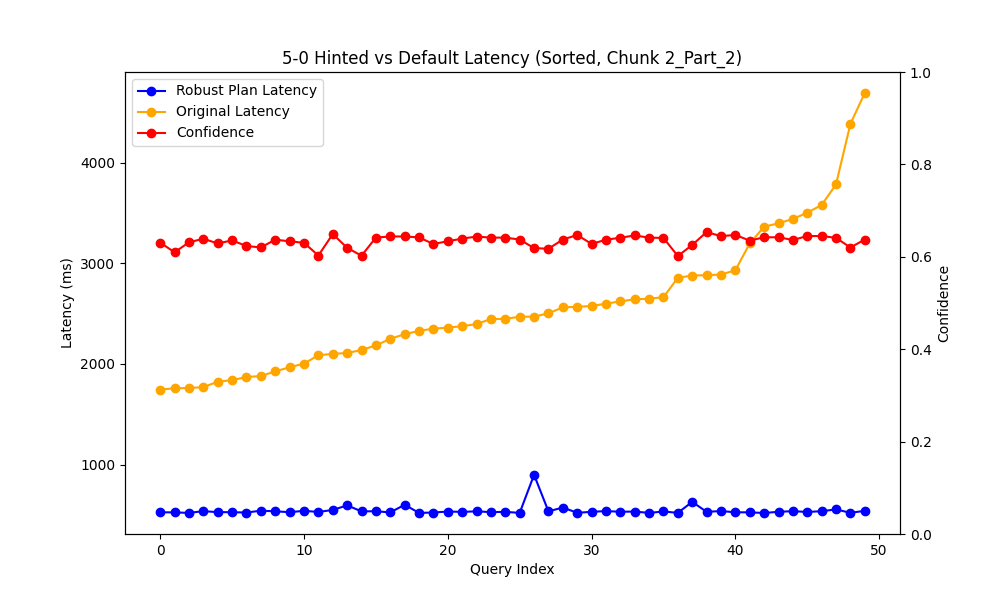 5-0 Hinted vs Default Latency (Sorted, Chunk 2_Part_2)
Robust Plan Latency
Original Latency
Confidence
Latency (ms)
4000
3000
2000
1000
1.0
0.8
0.6
0.4
0.2
0.0
Confidence
0 10 20 30 40 50
Query Index